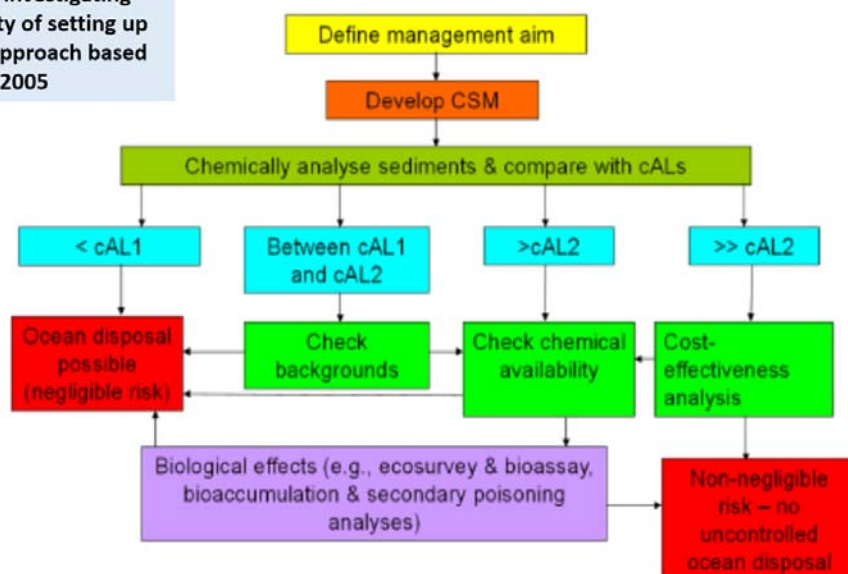 investigating
ty of setting up
pproach based
2005
Define management aim
Develop CSM
Chemically analyse sediments & compare with cALs
< cAL1
Between cAL1
and cAL2
>cAL2
>> cAL2
Ocean disposal
possible
(negligible risk)
Check
backgrounds
Check chemical
availability
Cost-
effectiveness
analysis
Biological effects (e.g., ecosurvey & bioassay,
bioaccumulation & secondary poisoning
analyses)
Non-negligible
risk – no
uncontrolled
ocean disposal